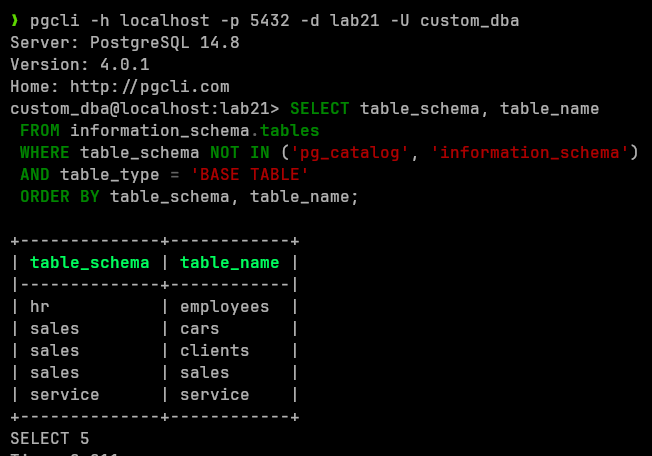 ❯ pgcli -h localhost -p 5432 -d lab21 -U custom_dba
Server: PostgreSQL 14.8
Version: 4.0.1
Home: http://pgcli.com
custom_dba@localhost:lab21> SELECT table_schema, table_name
 FROM information_schema.tables
 WHERE table_schema NOT IN ('pg_catalog', 'information_schema')
 AND table_type = 'BASE TABLE'
 ORDER BY table_schema, table_name;
+--------------+------------+
| table_schema | table_name |
|--------------+------------|
| hr           | employees  |
| sales        | cars       |
| sales        | clients    |
| sales        | sales      |
| service      | service    |
+--------------+------------+
SELECT 5